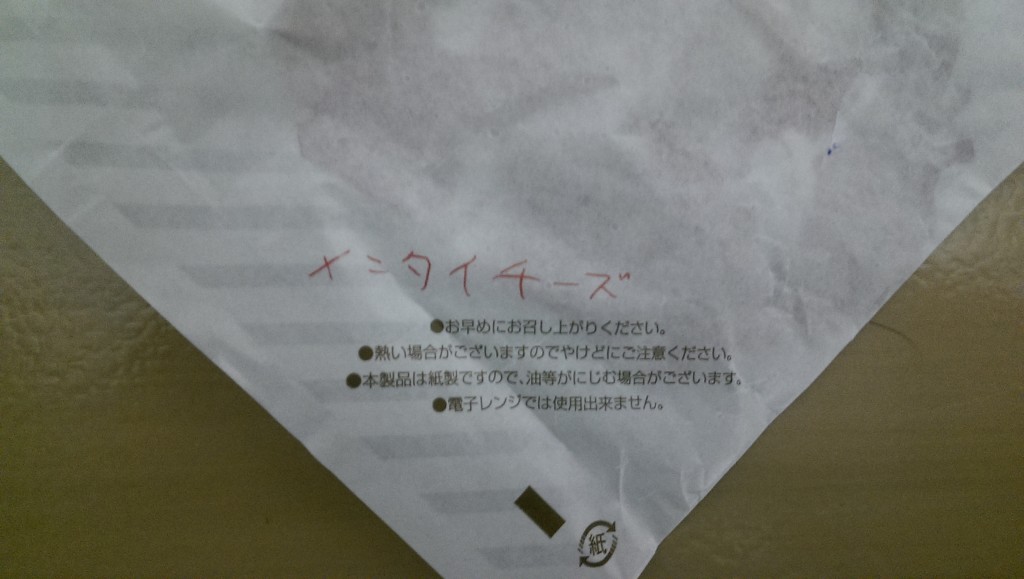 メンタイチーズ
●お早めにお召し上がりください。
●熱い場合がございますのでやけどにご注意ください。
●本製品は紙製ですので、油等がにじむ場合がございます。
●電子レンジでは使用出来ません。
紙